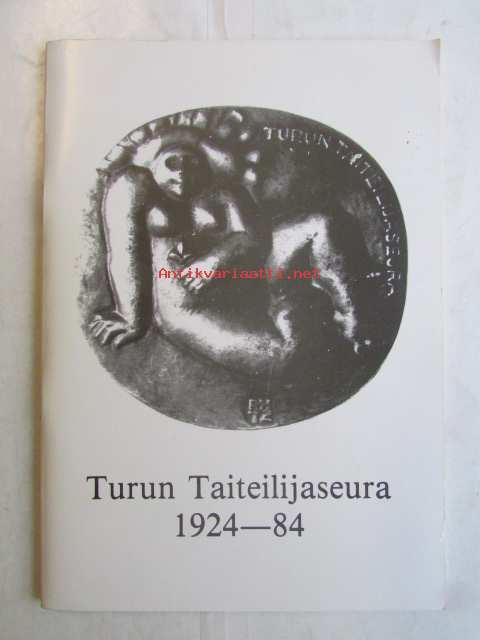 TURUN TAITEILIJASEURA
Antikvariaatti.net
Turun Taiteilijaseura
1924—84